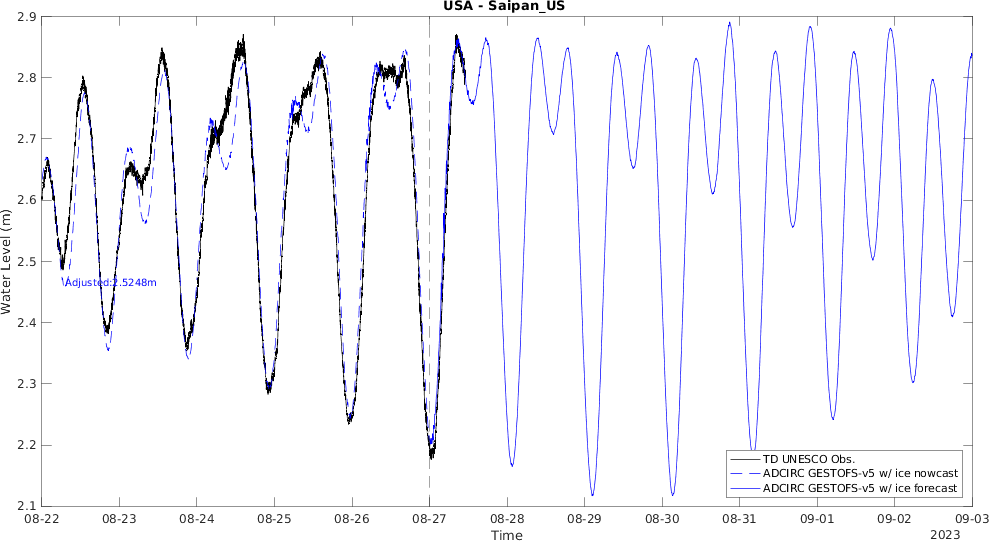 USA - Saipan_US
2.9
2.8
2.7
2.6
2.5
2.4
2.3
2.2
2.1
Water Level (m)
Adjusted:2.5248m
TD UNESCO Obs.
ADCIRC GESTOFS-v5 w/ ice nowcast
ADCIRC GESTOFS-v5 w/ ice forecast
08-22 08-23 08-24 08-25 08-26 08-27 08-28 08-29 08-30 08-31 09-01 09-02 09-03
Time
2023